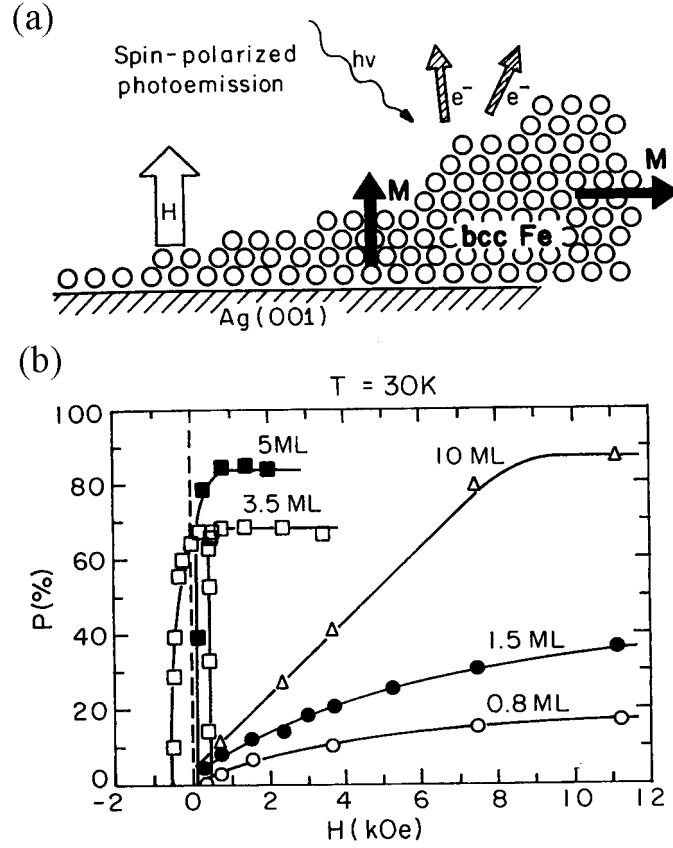 (a)
Spin-polarized
photoemission
hν
e⁻
e⁻
H
M
M
bcc Fe
Ag(001)
(b)
T = 30K
100
80
60
40
20
0
P(%)
5ML
3.5 ML
10 ML
1.5 ML
0.8 ML
-2
0
2
4
6
8
10
12
H(kOe)